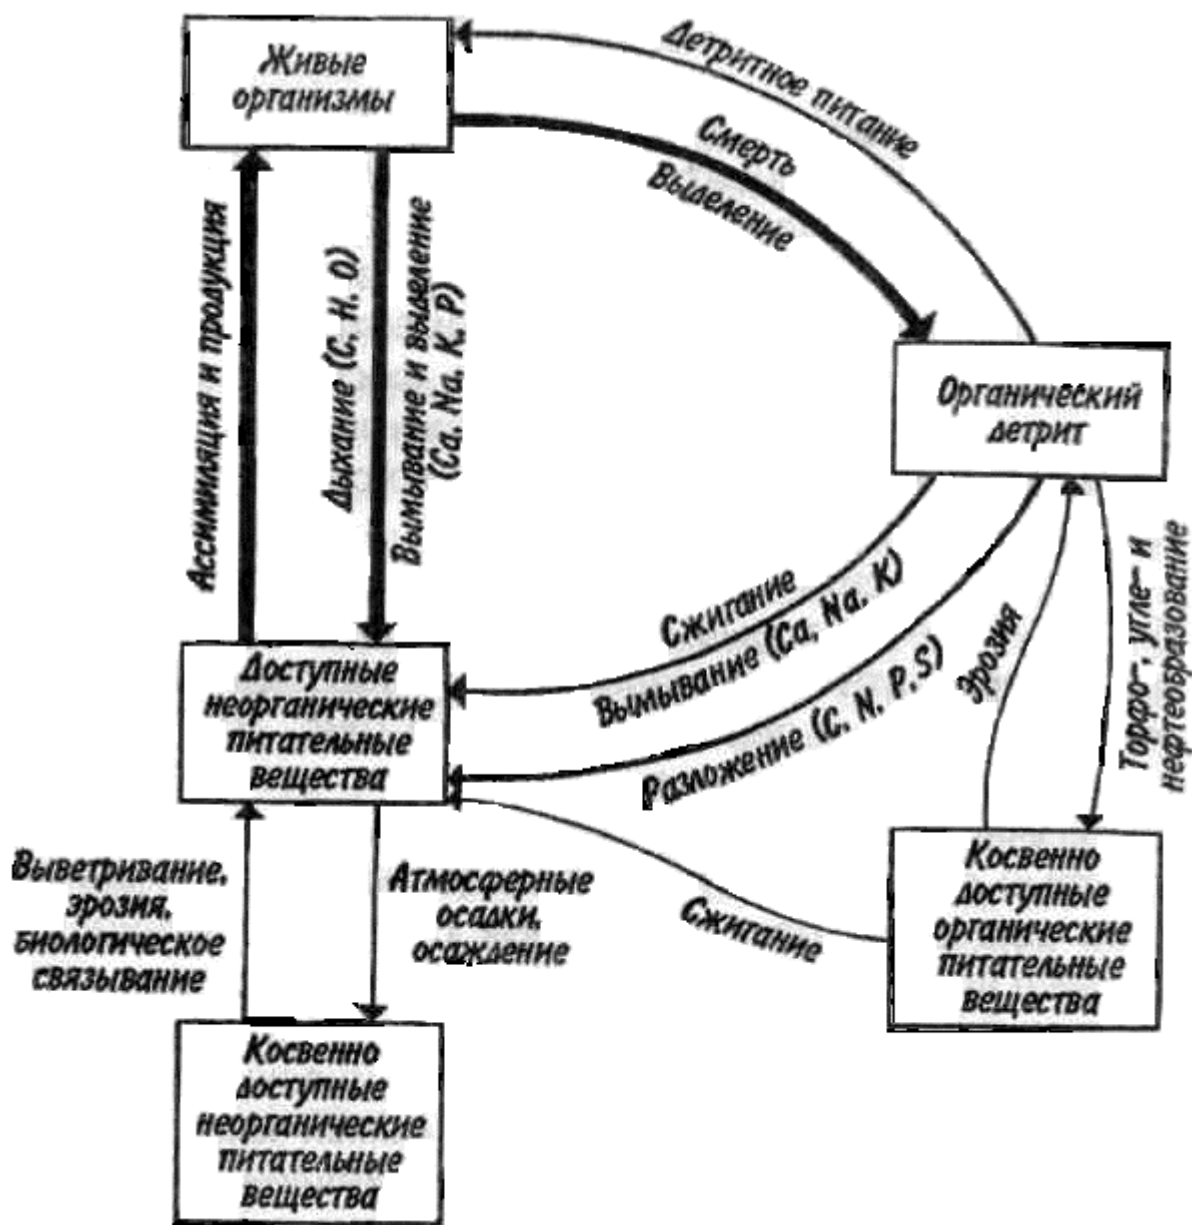 Живые
организмы
Детритное питание
Смерть
Выделение
Ассимиляция и продукция
Дыхание (С, Н, О)
Вымывание и выделение
(Са, Na, К, Р)
Органический
детрит
Сжигание
Вымывание (Са, Na, К)
Разложение (С, N, Р, S)
Эрозия
Торфо-, угле- и
нефтеобразование
Доступные
неорганические
питательные
вещества
Выветривание,
эрозия,
биологическое
связывание
Атмосферные
осадки,
осаждение
Сжигание
Косвенно
доступные
органические
питательные
вещества
Косвенно
доступные
неорганические
питательные
вещества